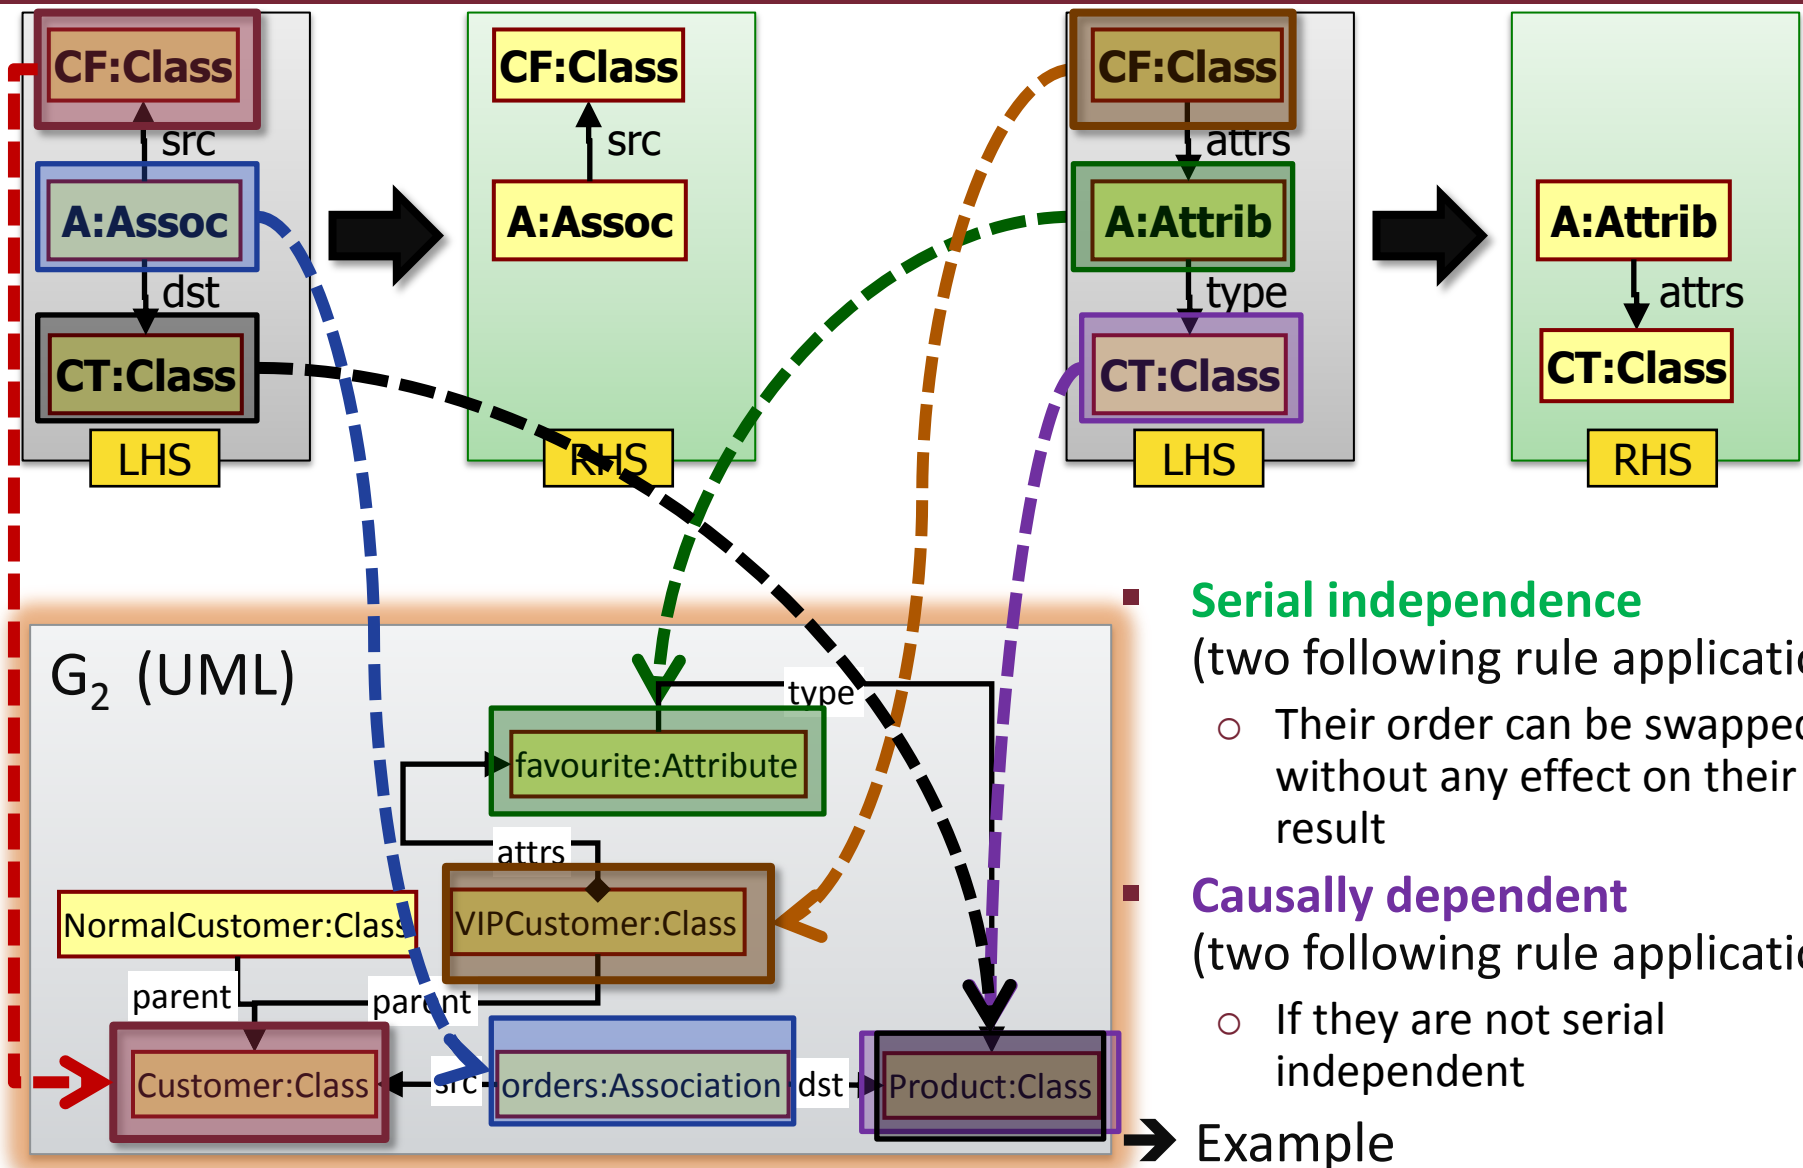 CF:Class
src
A:Assoc
dst
CT:Class
LHS
CF:Class
src
A:Assoc
RHS
CF:Class
attrs
A:Attrib
type
CT:Class
LHS
A:Attrib
attrs
CT:Class
RHS
G2 (UML)
type
favourite:Attribute
attrs
NormalCustomer:Class
VIPCustomer:Class
parent
parent
Customer:Class
src
orders:Association
dst
Product:Class
Serial independence
(two following rule applicatio
Their order can be swapped
without any effect on their
result
Causally dependent
(two following rule applicatio
If they are not serial
independent
Example